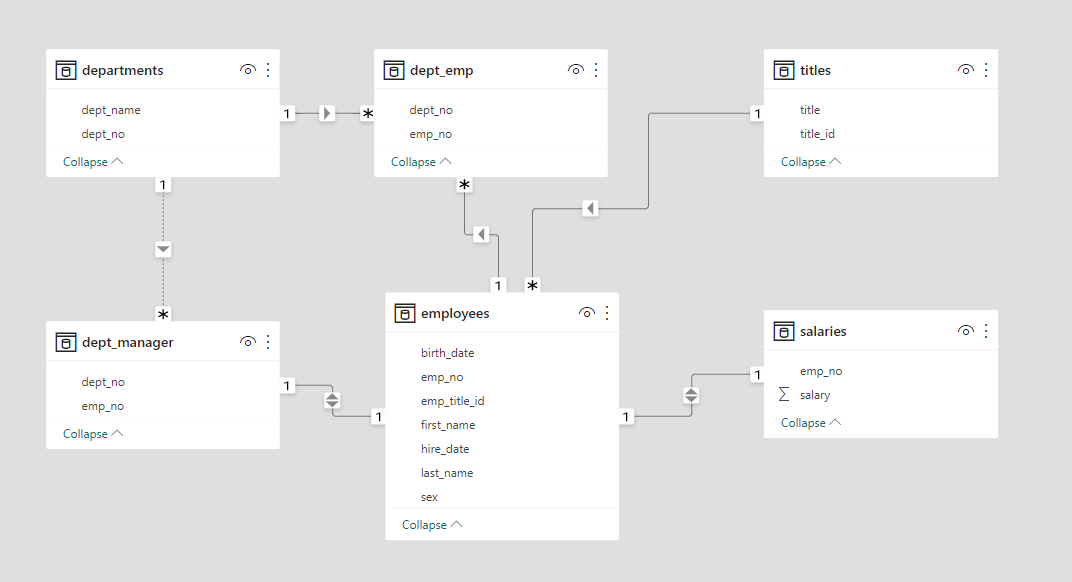 departments
dept_name
dept_no
Collapse
dept_emp
dept_no
emp_no
Collapse
titles
title
title_id
Collapse
1
*
1
1
*
*
1
*
dept_manager
dept_no
emp_no
Collapse
1
1
employees
birth_date
emp_no
emp_title_id
first_name
hire_date
last_name
sex
Collapse
1
1
salaries
emp_no
Σ salary
Collapse